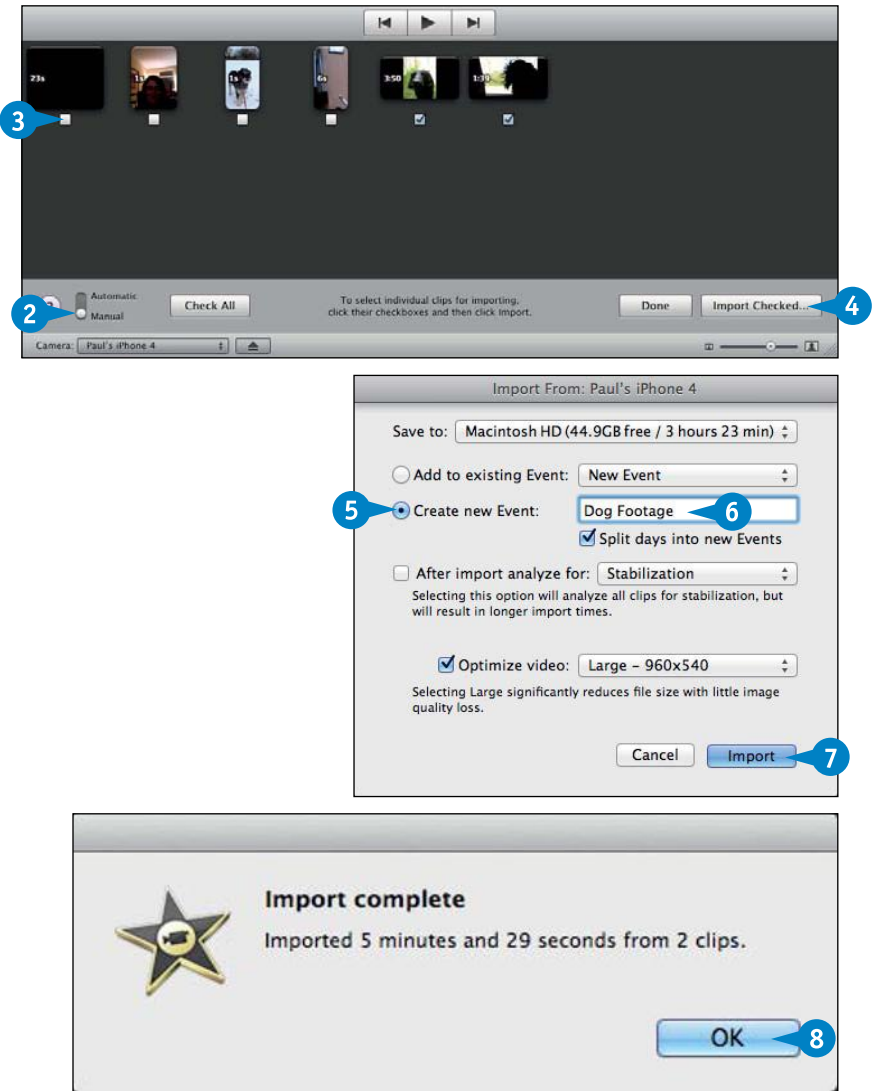 23s
1s
1s
6s
3:50
1:39
3
Automatic
Manual
2
Check All
To select individual clips for importing,
click their checkboxes and then click Import.
Done
Import Checked...
4
Camera: Paul's iPhone 4
Import From: Paul's iPhone 4
Save to: Macintosh HD (44.9GB free / 3 hours 23 min)
Add to existing Event: New Event
5 Create new Event: Dog Footage 6
Split days into new Events
After import analyze for: Stabilization
Selecting this option will analyze all clips for stabilization, but
will result in longer import times.
Optimize video: Large – 960x540
Selecting Large significantly reduces file size with little image
quality loss.
Cancel Import 7
Import complete
Imported 5 minutes and 29 seconds from 2 clips.
OK 8